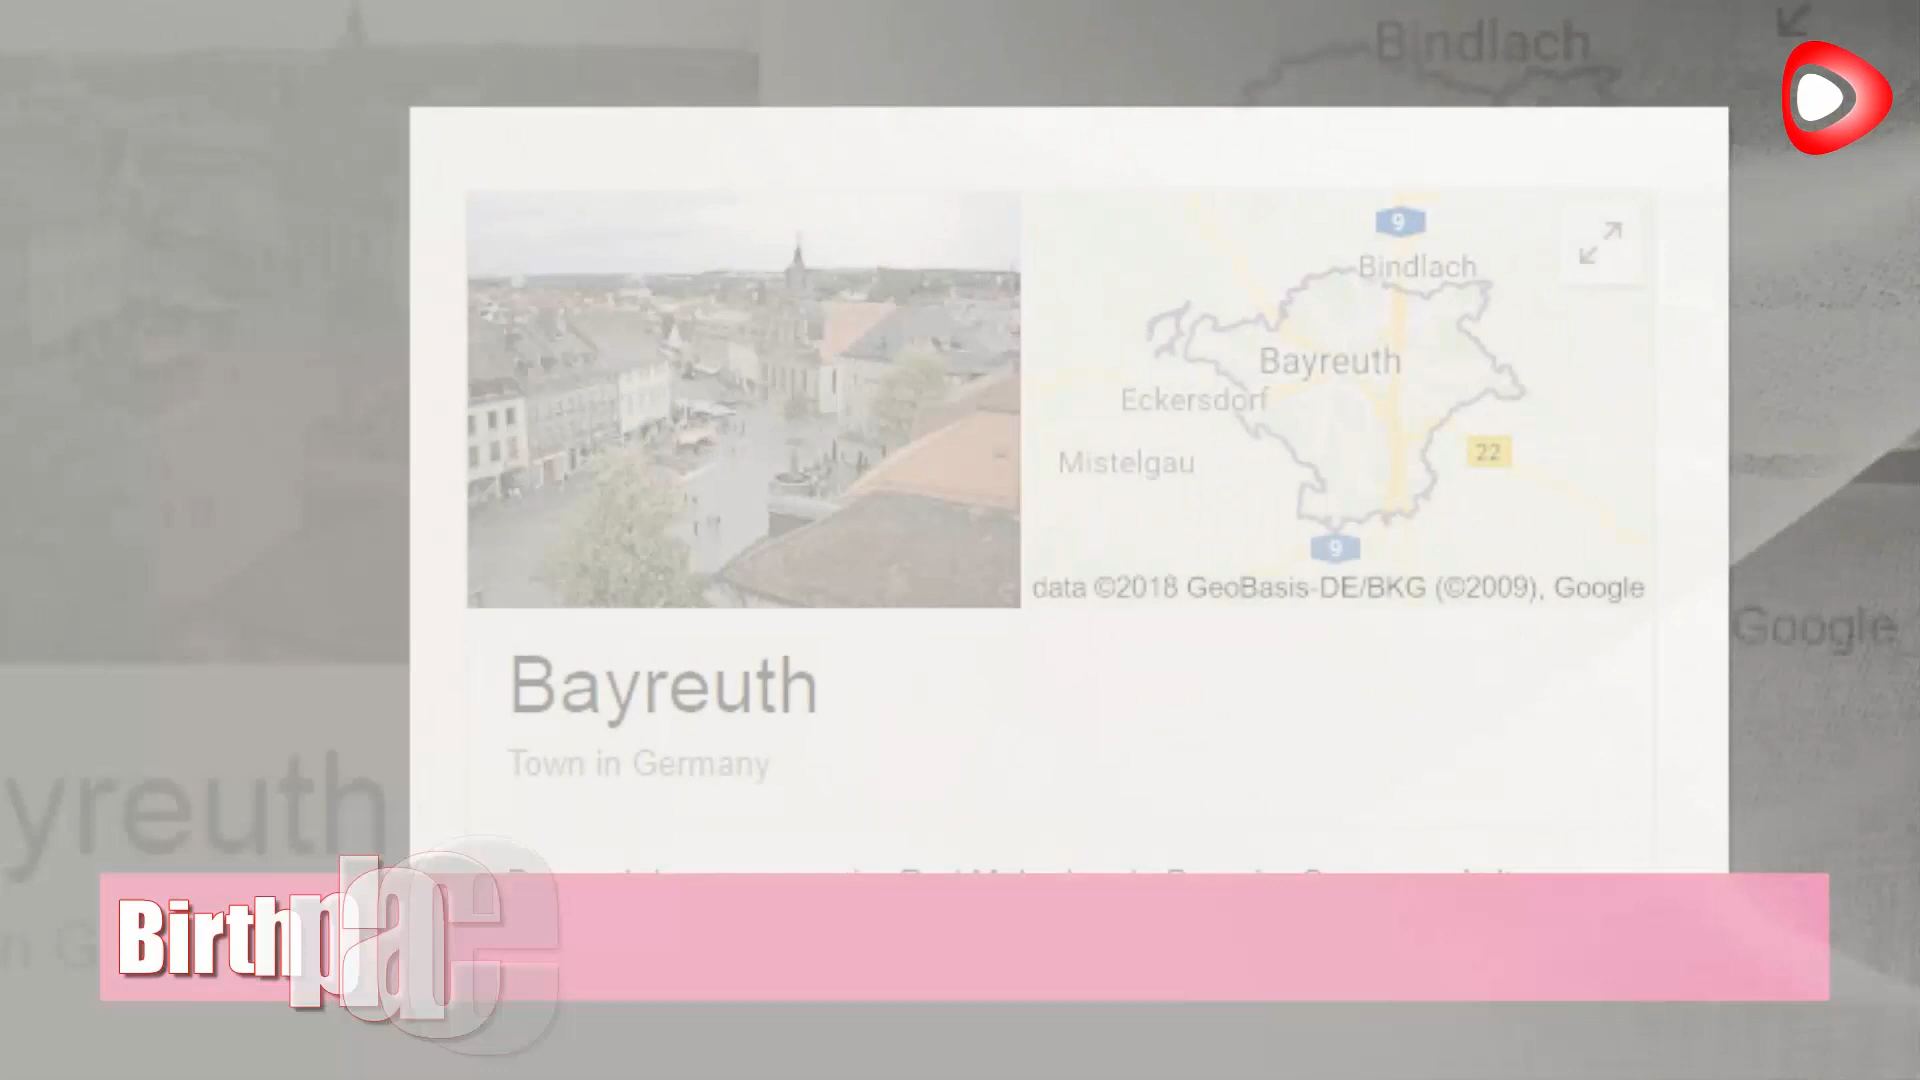 Bindlach
9
Bindlach
Bayreuth
Eckersdorf
Mistelgau
22
9
data ©2018 GeoBasis-DE/BKG (©2009), Google
Google
Bayreuth
Town in Germany
yreuth
Birthplace